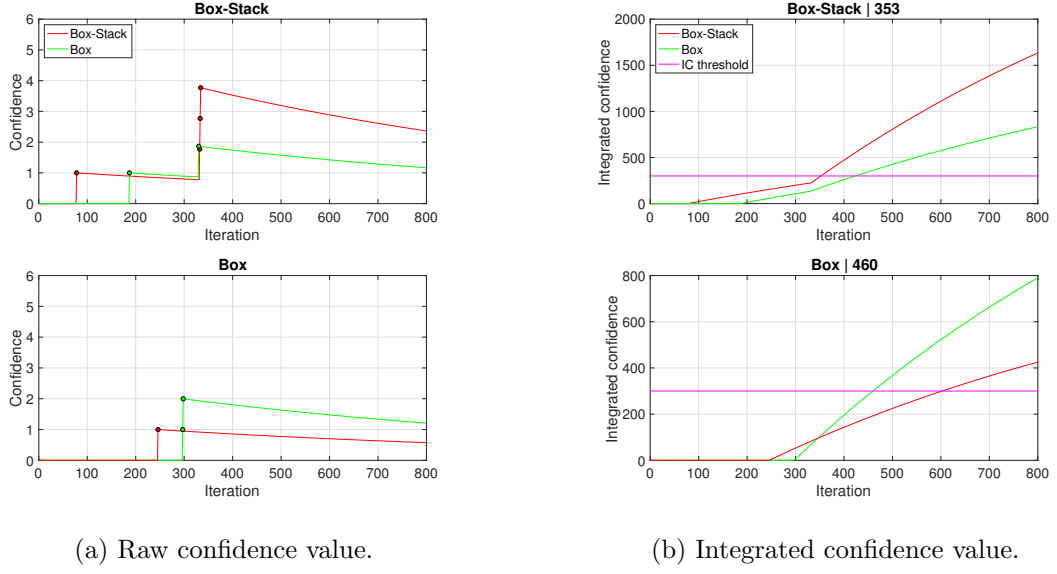 Box-Stack
Confidence
6
5
4
3
2
1
0
Box-Stack
Box
0 100 200 300 400 500 600 700 800
Iteration
Box-Stack | 353
Integrated confidence
2000
1500
1000
500
0
Box-Stack
Box
IC threshold
0 100 200 300 400 500 600 700 800
Iteration
Box
Confidence
6
5
4
3
2
1
0
0 100 200 300 400 500 600 700 800
Iteration
Box | 460
Integrated confidence
800
600
400
200
0
0 100 200 300 400 500 600 700 800
Iteration
(a) Raw confidence value.
(b) Integrated confidence value.